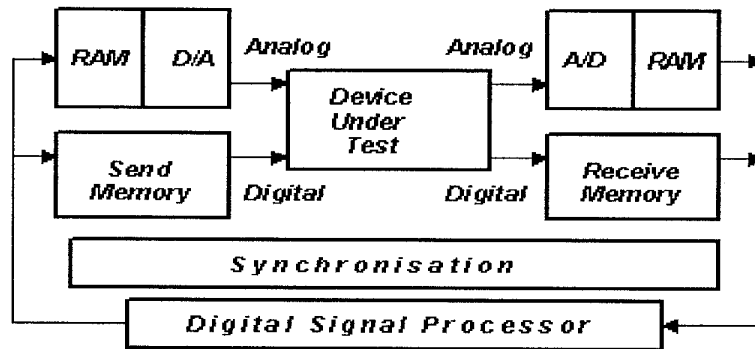 RAM D/A
Analog
Analog
A/D RAM
Device
Under
Test
Send
Memory
Digital
Digital
Receive
Memory
Synchronisation
Digital Signal Processor